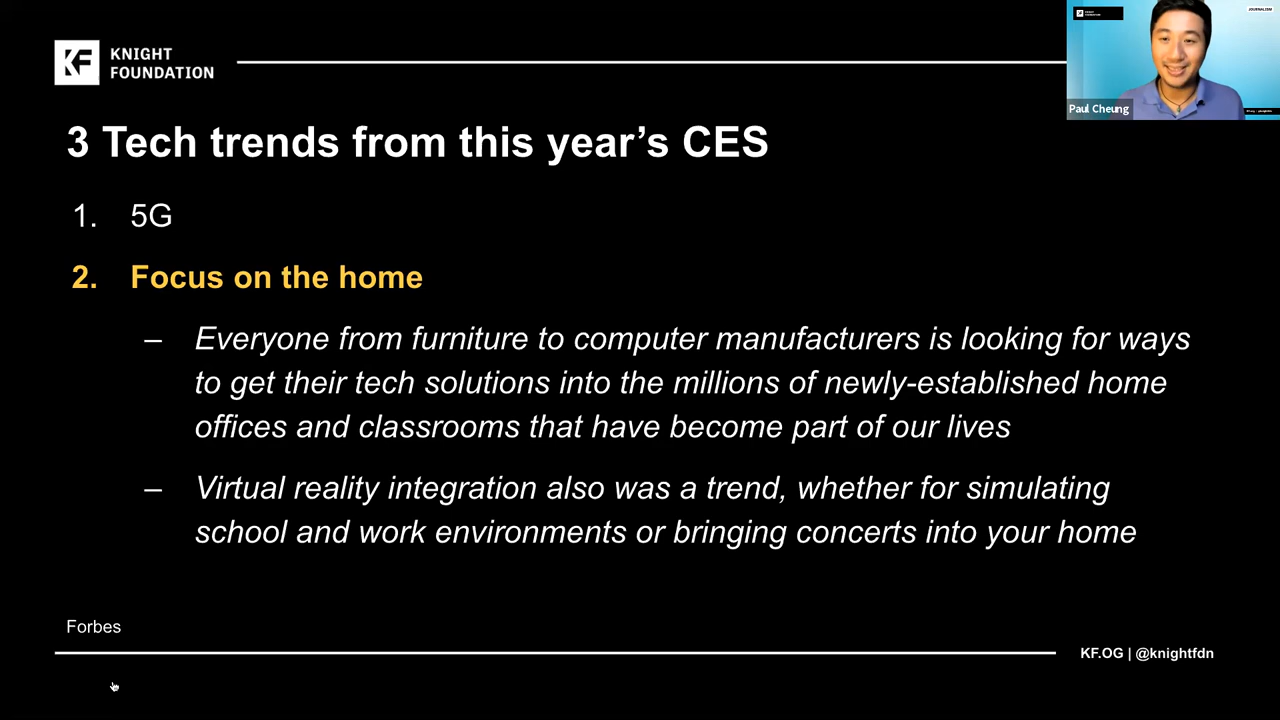 KNIGHT
FOUNDATION
JOURNALISM
Paul Cheung
3 Tech trends from this year’s CES
1. 5G
2. Focus on the home
– Everyone from furniture to computer manufacturers is looking for ways
to get their tech solutions into the millions of newly-established home
offices and classrooms that have become part of our lives
– Virtual reality integration also was a trend, whether for simulating
school and work environments or bringing concerts into your home
Forbes
KF.OG | @knightfdn